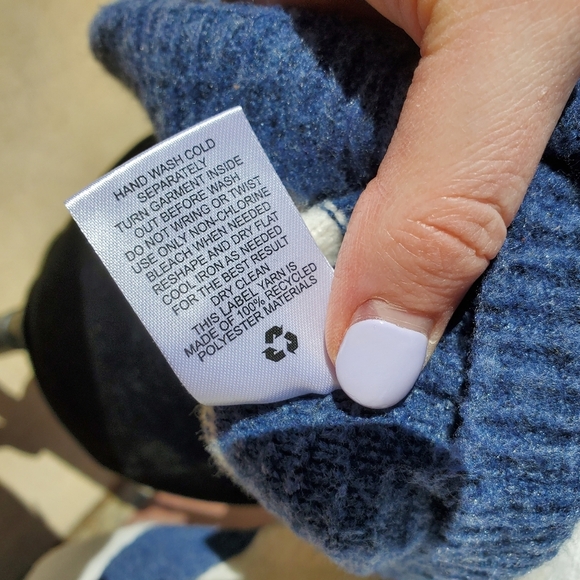 HAND WASH COLD
SEPARATELY
TURN GARMENT INSIDE
OUT BEFORE WASH
DO NOT WRING OR TWIST
USE ONLY NON-CHLORINE
BLEACH WHEN NEEDED
RESHAPE AND DRY FLAT
COOL IRON AS NEEDED
FOR THE BEST RESULT
DRY CLEAN
THIS LABEL YARN IS
MADE OF 100% RECYCLED
POLYESTER MATERIALS